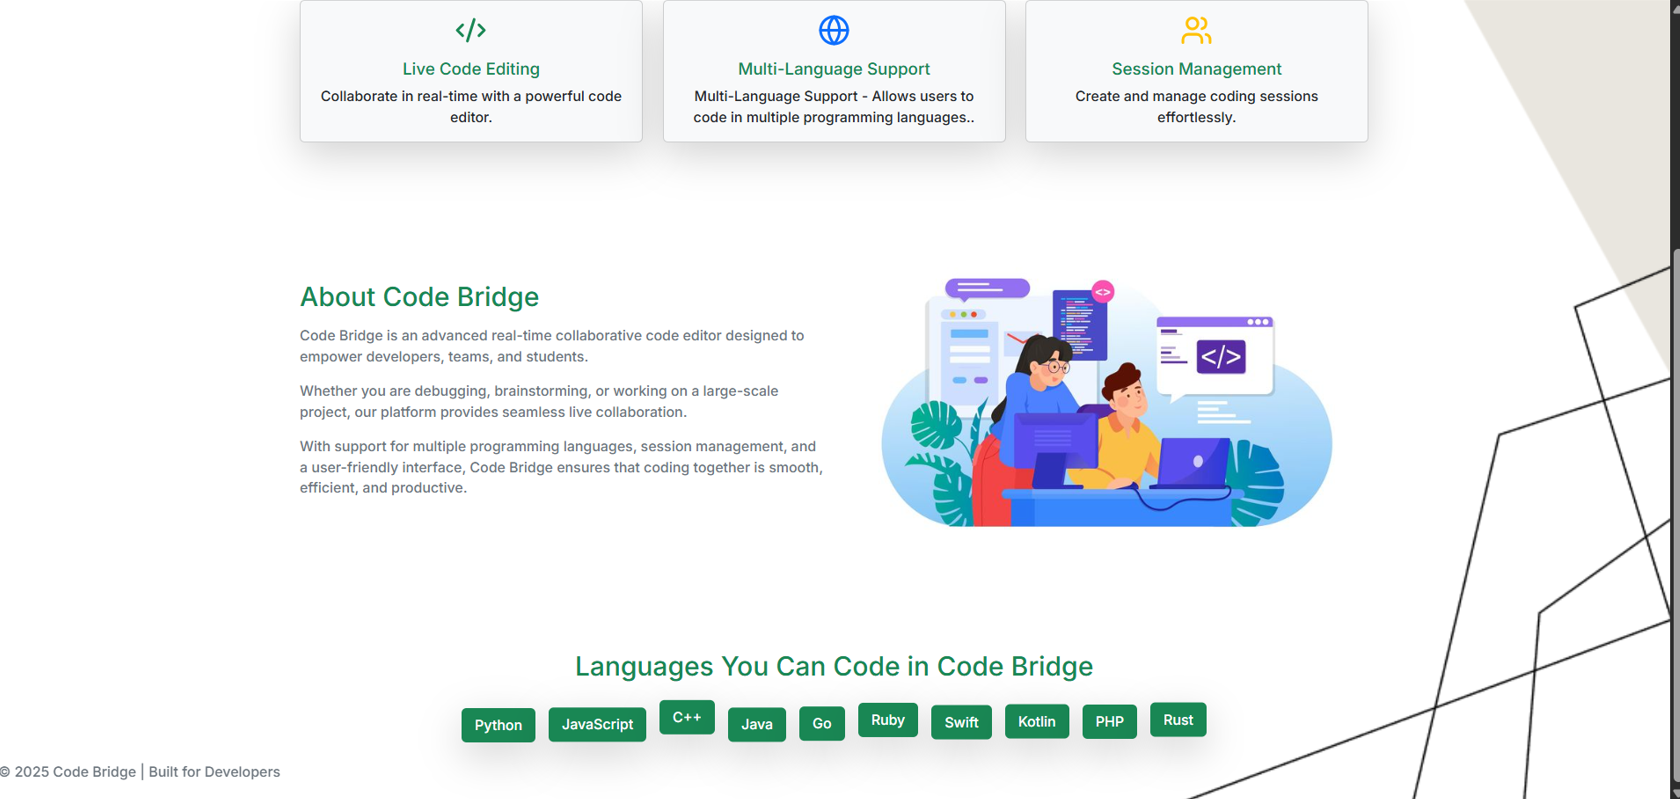 Live Code Editing
Collaborate in real-time with a powerful code
editor.
Multi-Language Support
Multi-Language Support - Allows users to
code in multiple programming languages..
Session Management
Create and manage coding sessions
effortlessly.
About Code Bridge
Code Bridge is an advanced real-time collaborative code editor designed to
empower developers, teams, and students.
Whether you are debugging, brainstorming, or working on a large-scale
project, our platform provides seamless live collaboration.
With support for multiple programming languages, session management, and
a user-friendly interface, Code Bridge ensures that coding together is smooth,
efficient, and productive.
<>
</>
Languages You Can Code in Code Bridge
Python JavaScript C++ Java Go Ruby Swift Kotlin PHP Rust
© 2025 Code Bridge | Built for Developers